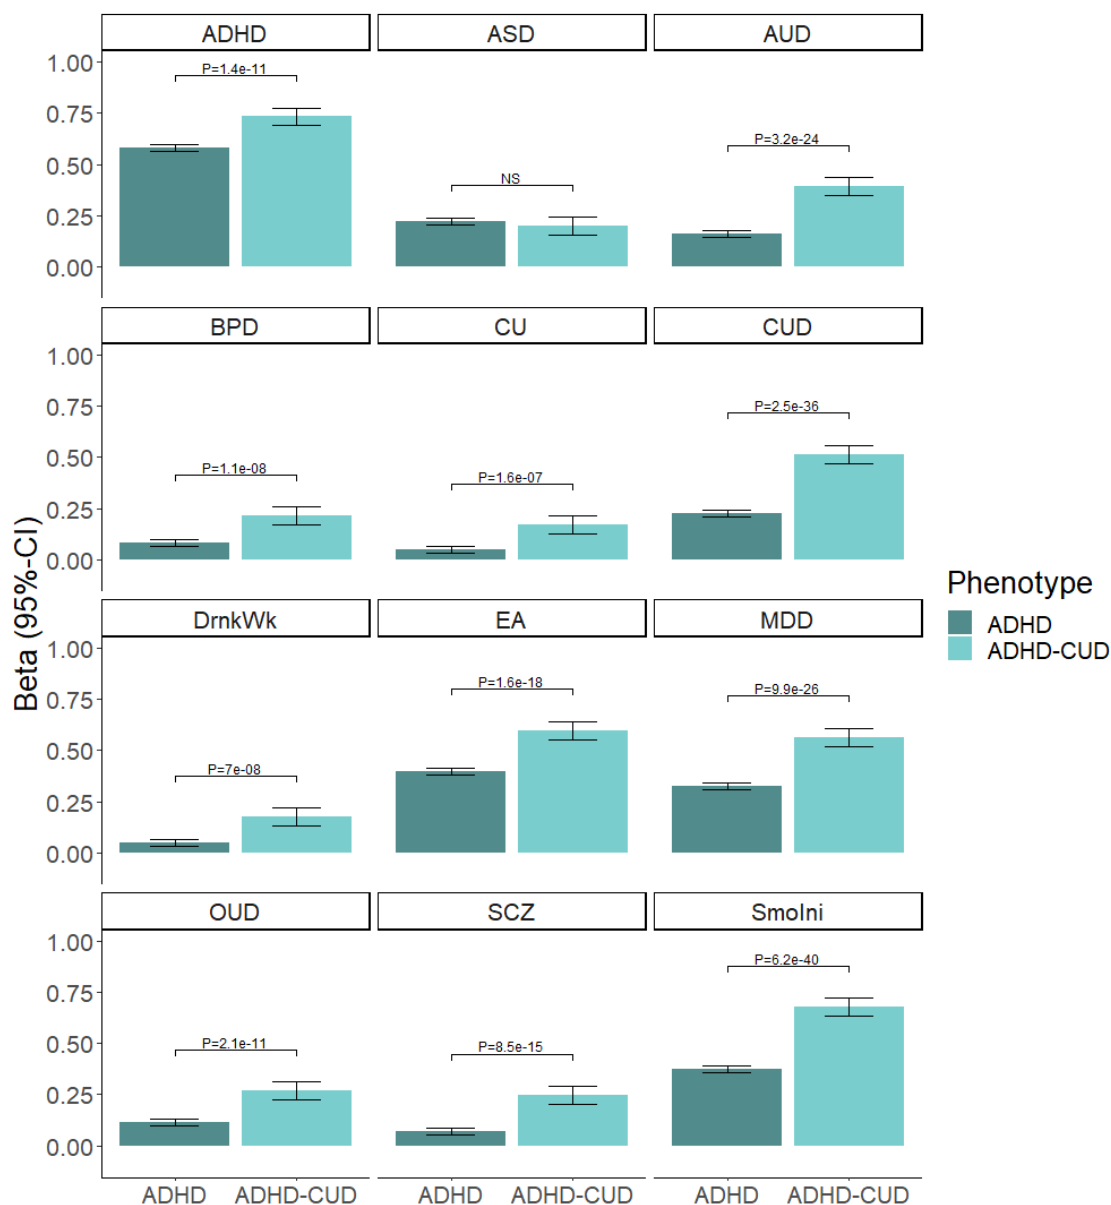 ADHD
ASD
AUD
1.00
0.75
0.50
0.25
0.00
P=1.4e-11
NS
P=3.2e-24
BPD
CU
CUD
1.00
0.75
0.50
0.25
0.00
P=1.1e-08
P=1.6e-07
P=2.5e-36
DrnkWk
EA
MDD
1.00
0.75
0.50
0.25
0.00
P=7e-08
P=1.6e-18
P=9.9e-26
OUD
SCZ
SmoIni
1.00
0.75
0.50
0.25
0.00
P=2.1e-11
P=8.5e-15
P=6.2e-40
ADHD
ADHD-CUD
ADHD
ADHD-CUD
ADHD
ADHD-CUD
Beta (95%-CI)
Phenotype
ADHD
ADHD-CUD